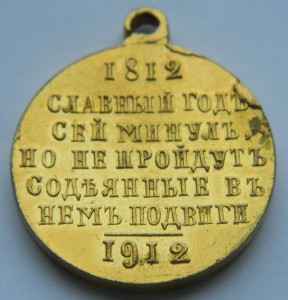 1812
СЛАВНЫЙ ГОДЪ
СЕЙ МИНУЛЪ
НО НЕ ПРОЙДУТЪ
СОДѢЯННЫЕ ВЪ
НЕМЪ ПОДВИГИ
1912